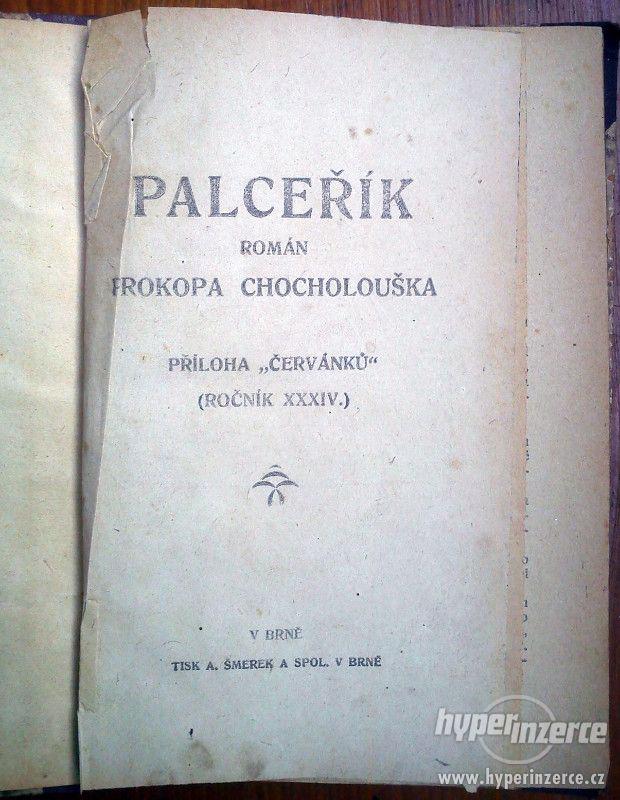 PALCEŘÍK
ROMÁN
PROKOPA CHOCHOLOUŠKA
PŘÍLOHA „ČERVÁNKŮ“
(ROČNÍK XXXIV.)
V BRNĚ
TISK A. ŠMEREK A SPOL. V BRNĚ
hyperinzerce
www.hyperinzerce.cz